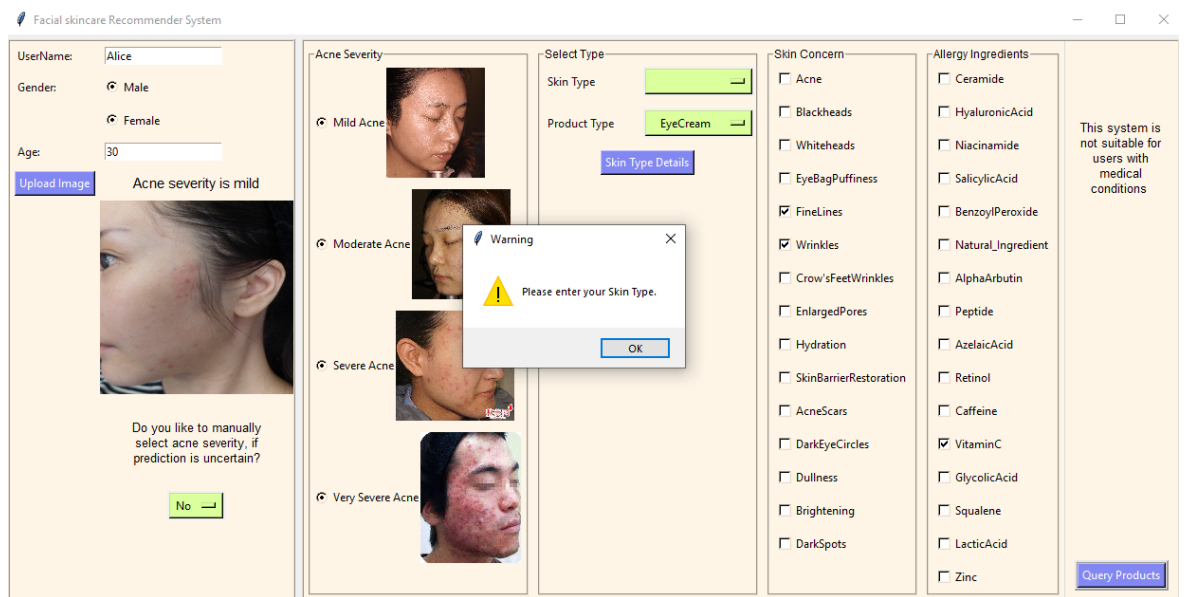 Facial skincare Recommender System
UserName:
Alice
Gender:
Male
Female
Age:
30
Upload Image
Acne severity is mild
Do you like to manually
select acne severity, if
prediction is uncertain?
No
Acne Severity
Mild Acne
Moderate Acne
Severe Acne
Very Severe Acne
Select Type
Skin Type
Product Type
EyeCream
Skin Type Details
Warning
Please enter your Skin Type.
OK
Skin Concern
Acne
Blackheads
Whiteheads
EyeBagPuffiness
FineLines
Wrinkles
Crow'sFeetWrinkles
EnlargedPores
Hydration
SkinBarrierRestoration
AcneScars
DarkEyeCircles
Dullness
Brightening
DarkSpots
Allergy Ingredients
Ceramide
HyaluronicAcid
Niacinamide
SalicylicAcid
BenzoylPeroxide
Natural_Ingredient
AlphaArbutin
Peptide
AzelaicAcid
Retinol
Caffeine
VitaminC
GlycolicAcid
Squalene
LacticAcid
Zinc
This system is
not suitable for
users with
medical
conditions
Query Products